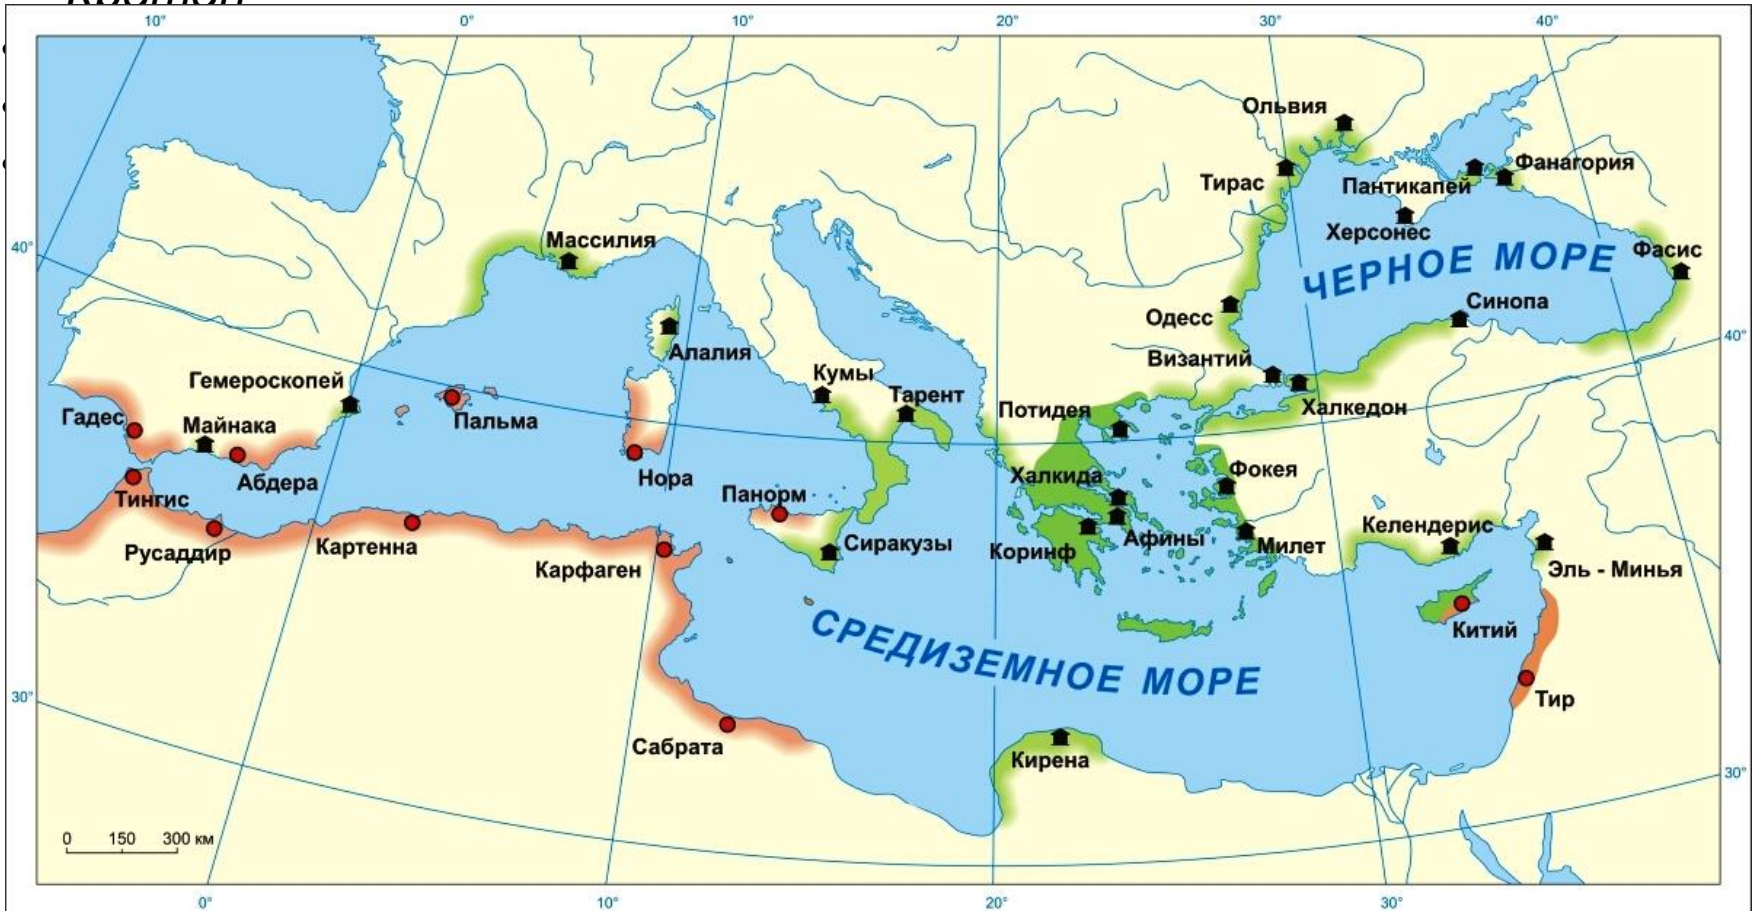 10° 0° 10° 20° 30° 40°
Ольвия
Фанагория
Тирас
Пантикапей
Херсонес
Массилия
40°
Фасис
ЧЕРНОЕ МОРЕ
Синопа
Одесс
40°
Алалия
Византий
Гемероскопей
Кумы
Тарент
Потидея
Халкедон
Гадес
Майнака
Пальма
Абдера
Нора
Халкида
Фокея
Тингис
Панорм
Келендерис
Русаддир
Картенна
Сиракузы
Коринф
Афины
Милет
Карфаген
Эль - Минья
СРЕДИЗЕМНОЕ МОРЕ
Китий
30°
Тир
Сабрата
Кирена
30°
0 150 300 км
0° 10° 20° 30°